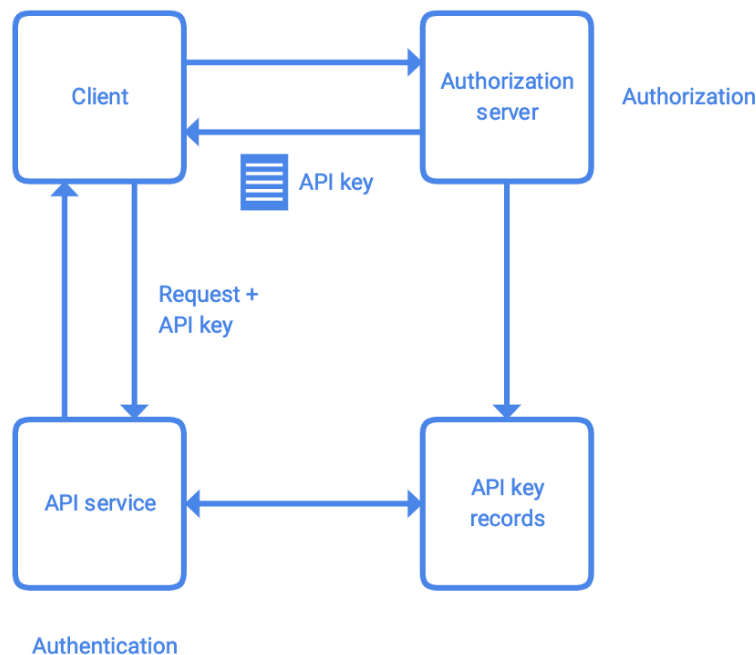 Client
Authorization
server
Authorization
API key
Request +
API key
API service
API key
records
Authentication